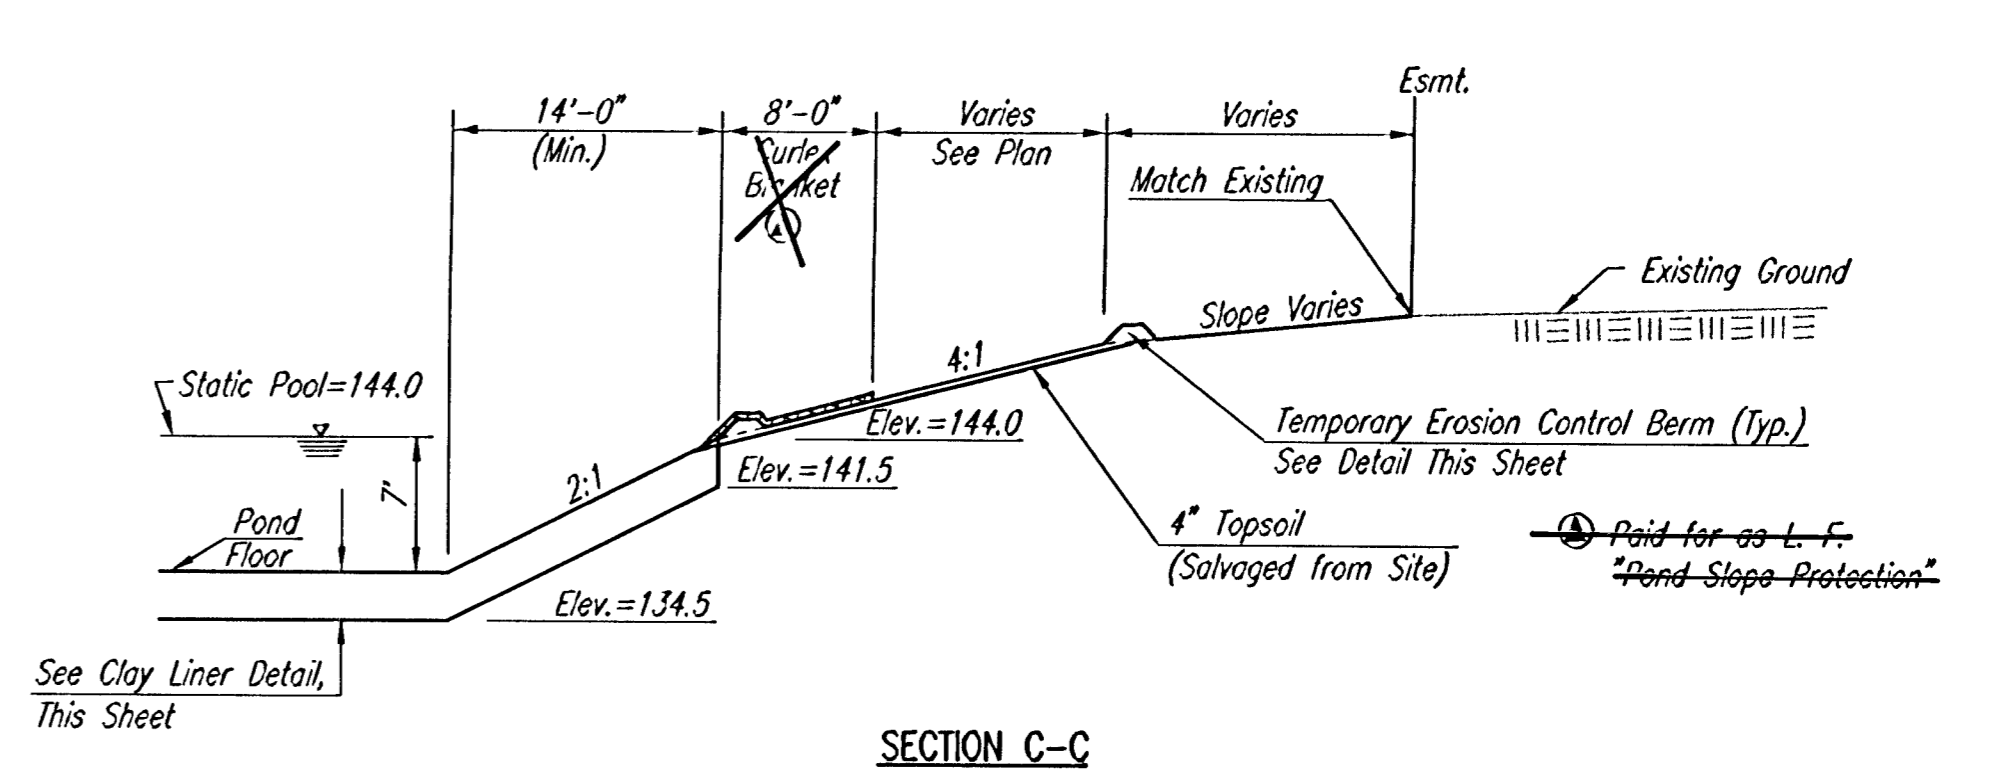 Esmt.
14'-0"
(Min.)
8'-0"
Curlex
Blanket
Varies
See Plan
Varies
Match Existing
Existing Ground
Slope Varies
4:1
Static Pool=144.0
Elev.=144.0
Temporary Erosion Control Berm (Typ.)
See Detail This Sheet
Elev.=141.5
2:1
7'
Pond
Floor
4" Topsoil
(Salvaged from Site)
Paid for as L. F.
"Pond Slope Protection"
Elev.=134.5
See Clay Liner Detail,
This Sheet
SECTION C-C